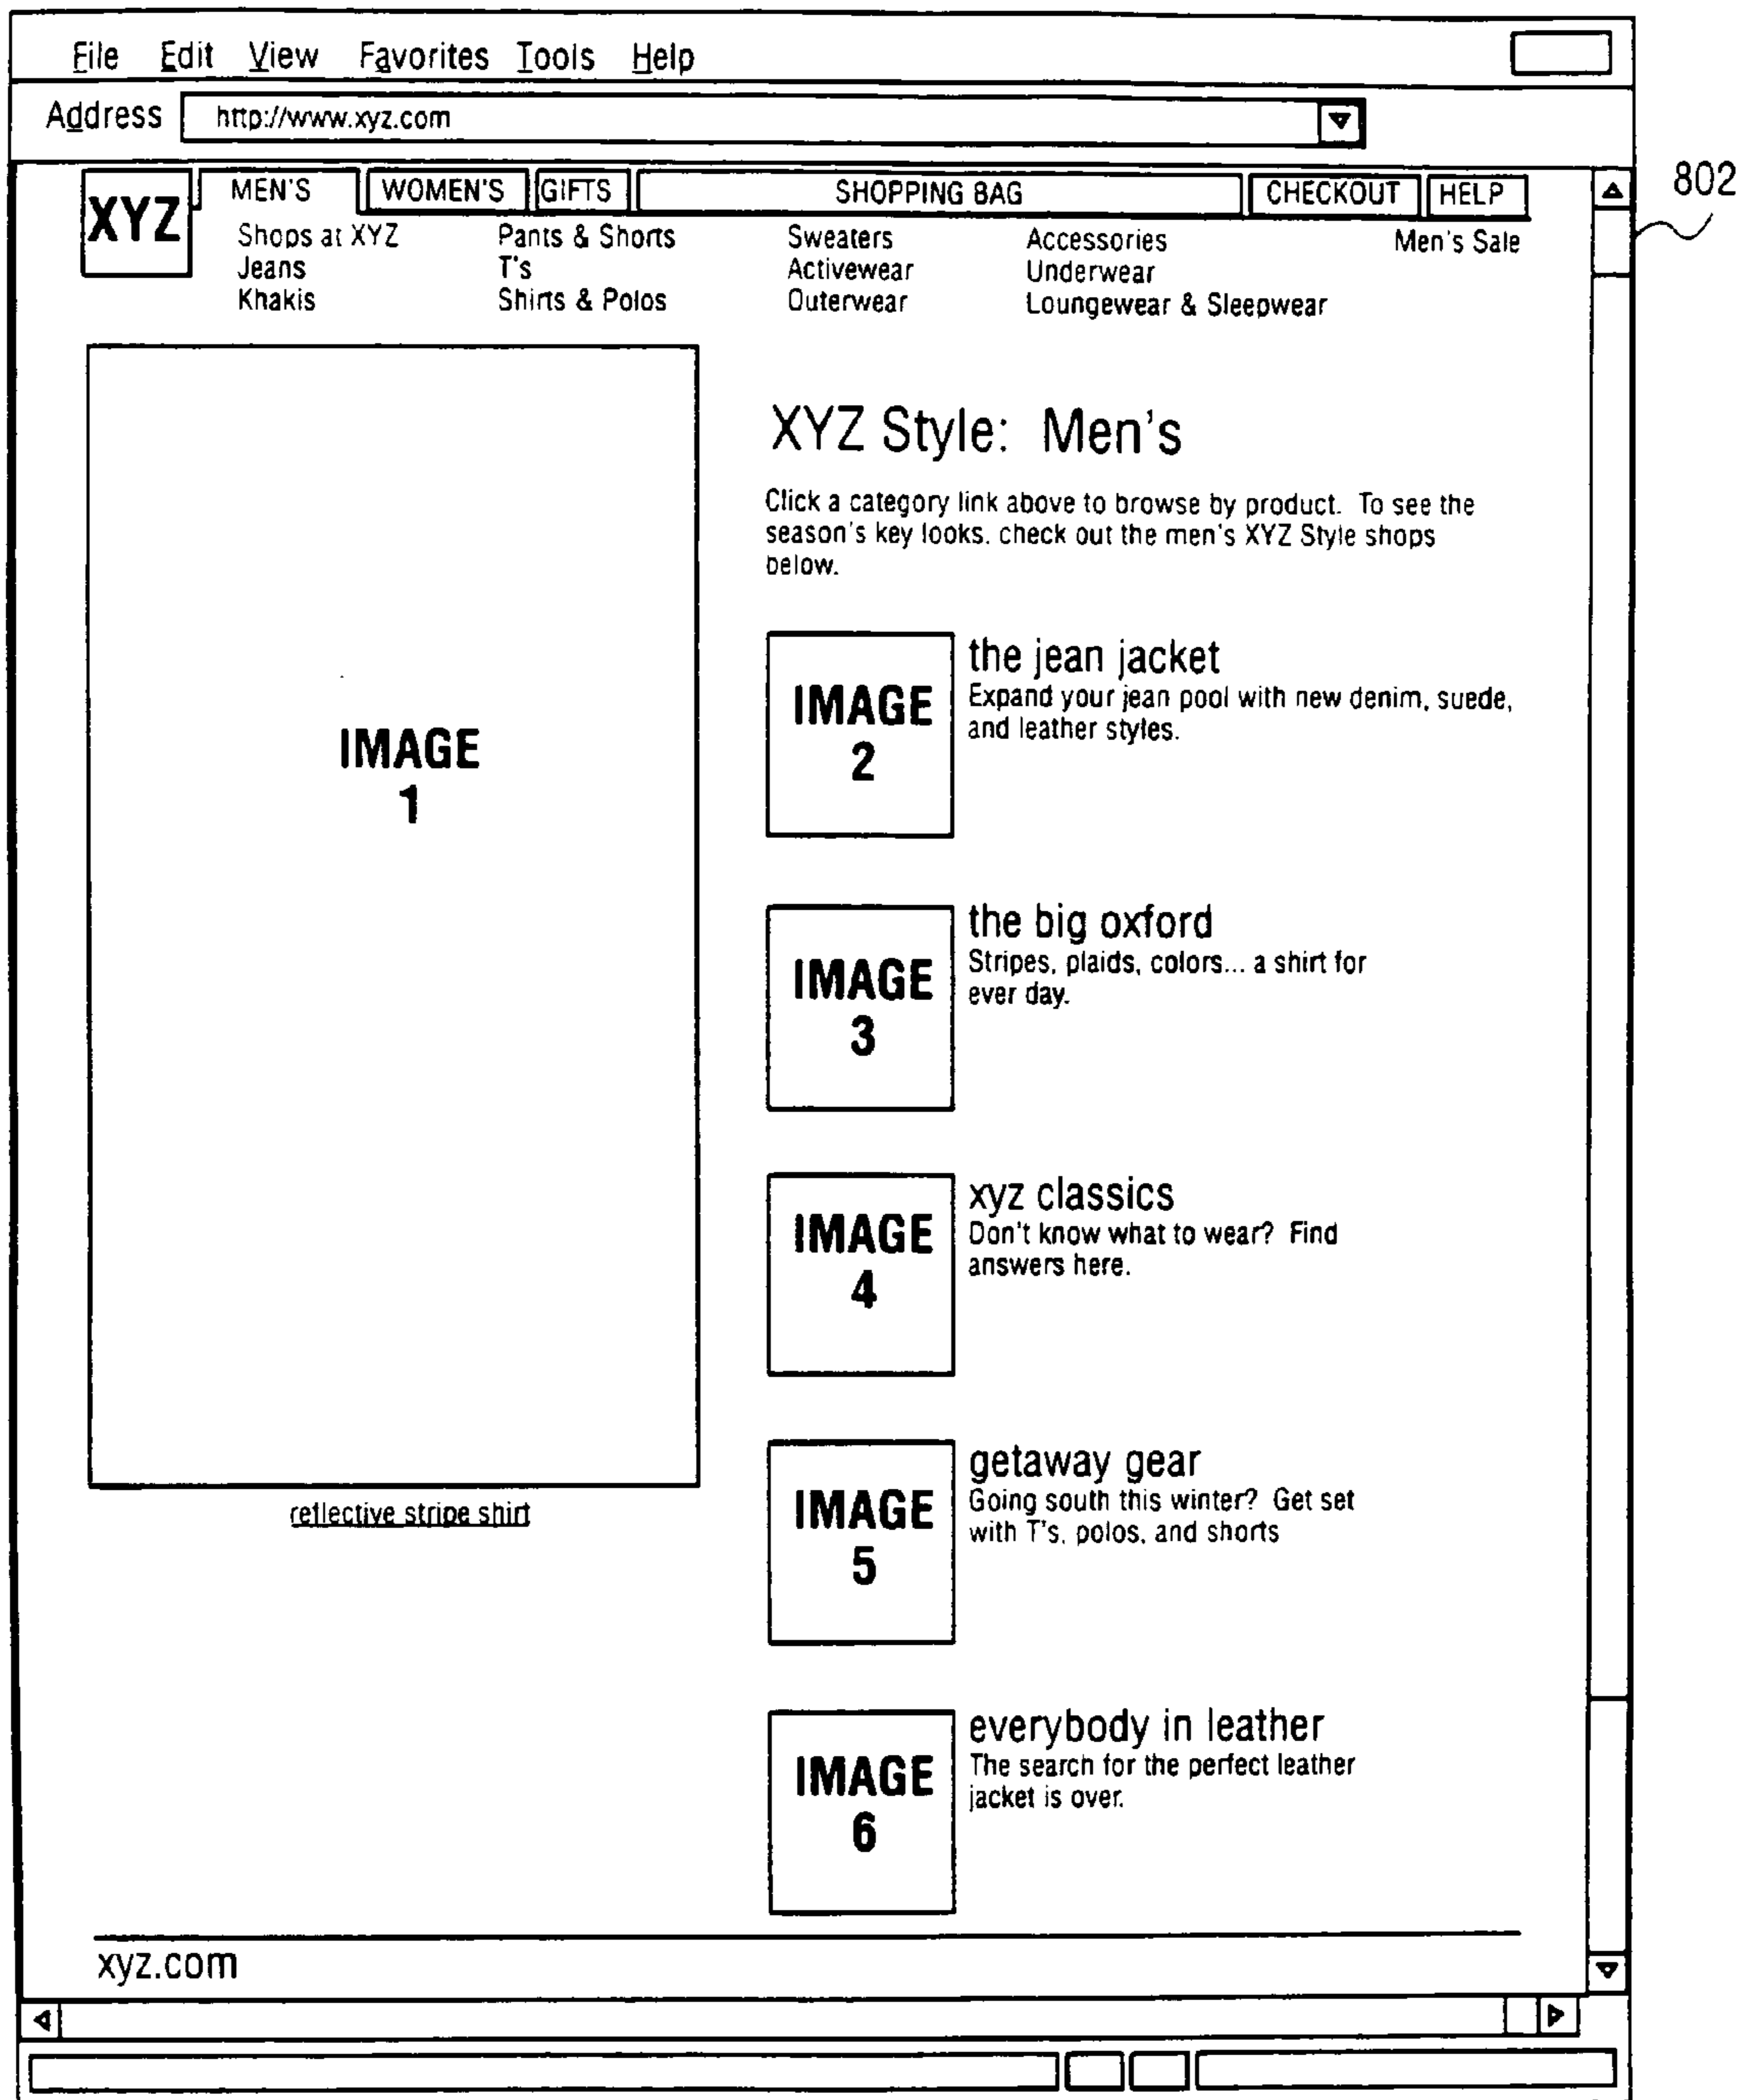 File Edit View Favorites Tools Help
Address http://www.xyz.com
802
XYZ MEN'S WOMEN'S GIFTS SHOPPING BAG CHECKOUT HELP
Shops at XYZ Pants & Shorts Sweaters Accessories Men's Sale
Jeans T's Activewear Underwear
Khakis Shirts & Polos Outerwear Loungewear & Sleepwear
IMAGE
1
reflective stripe shirt
XYZ Style: Men's
Click a category link above to browse by product. To see the
season's key looks, check out the men's XYZ Style shops
below.
IMAGE
2
the jean jacket
Expand your jean pool with new denim, suede,
and leather styles.
IMAGE
3
the big oxford
Stripes, plaids, colors... a shirt for
ever day.
IMAGE
4
xyz classics
Don't know what to wear? Find
answers here.
IMAGE
5
getaway gear
Going south this winter? Get set
with T's, polos, and shorts
IMAGE
6
everybody in leather
The search for the perfect leather
jacket is over.
xyz.com